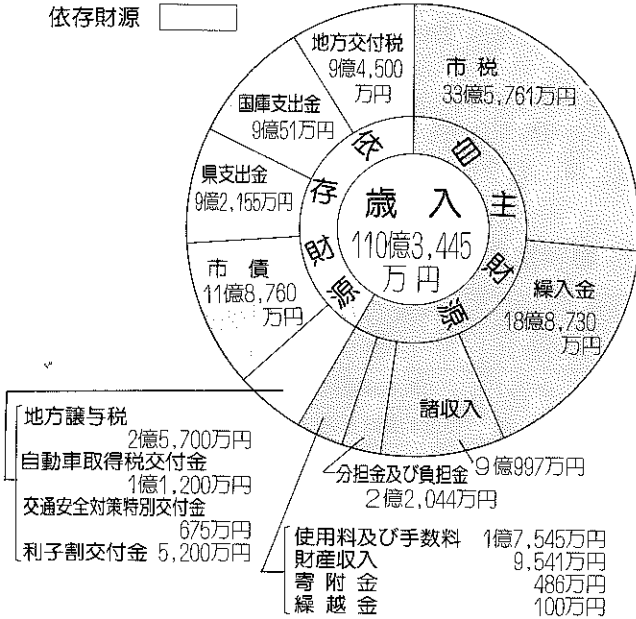 依存財源
地方交付税
9億4,500
万円
市税
33億5,761万円
国庫支出金
9億51万円
県支出金
9億2,155万円
市債
11億8,760
万円
依存財源
自主財源
歳入
110億3,445
万円
繰入金
18億8,730
万円
諸収入
9億997万円
分担金及び負担金
2億2,044万円
地方譲与税
2億5,700万円
自動車取得税交付金
1億1,200万円
交通安全対策特別交付金
675万円
利子割交付金 5,200万円
使用料及び手数料 1億7,545万円
財産収入 9,541万円
寄附金 486万円
繰越金 100万円